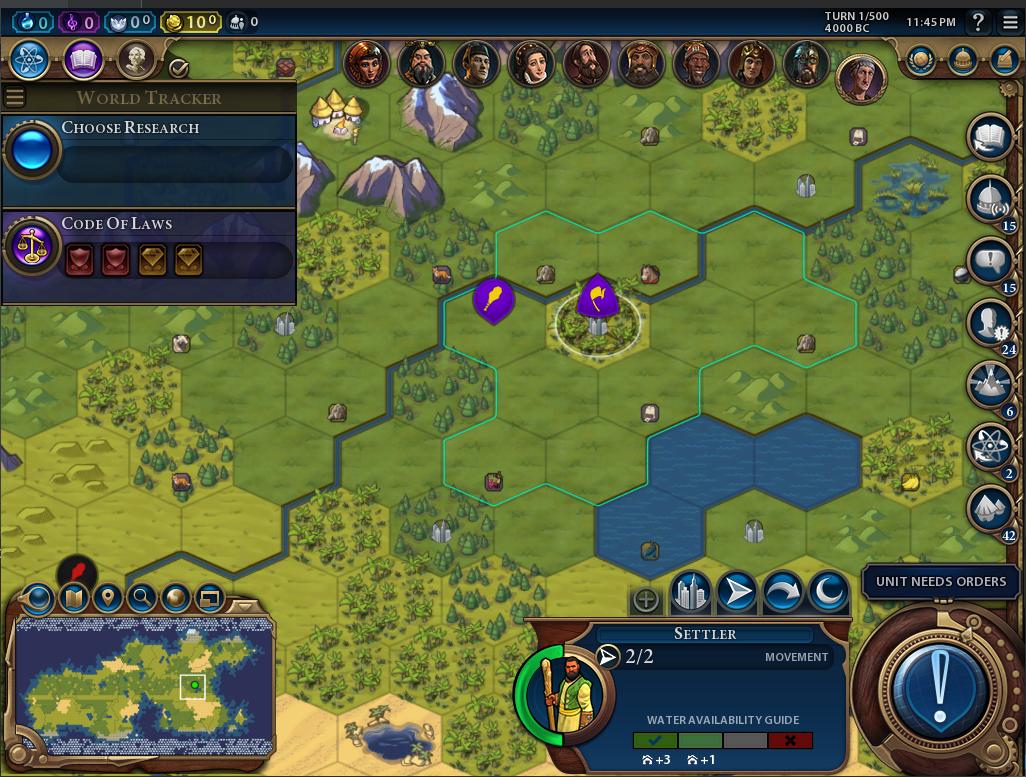 0 0 0 0 10 0 0
TURN 1/500
4000 BC
11:45 PM
?
WORLD TRACKER
CHOOSE RESEARCH
CODE OF LAWS
15
15
24
6
2
42
UNIT NEEDS ORDERS
SETTLER
2/2
MOVEMENT
WATER AVAILABILITY GUIDE
+3 +1